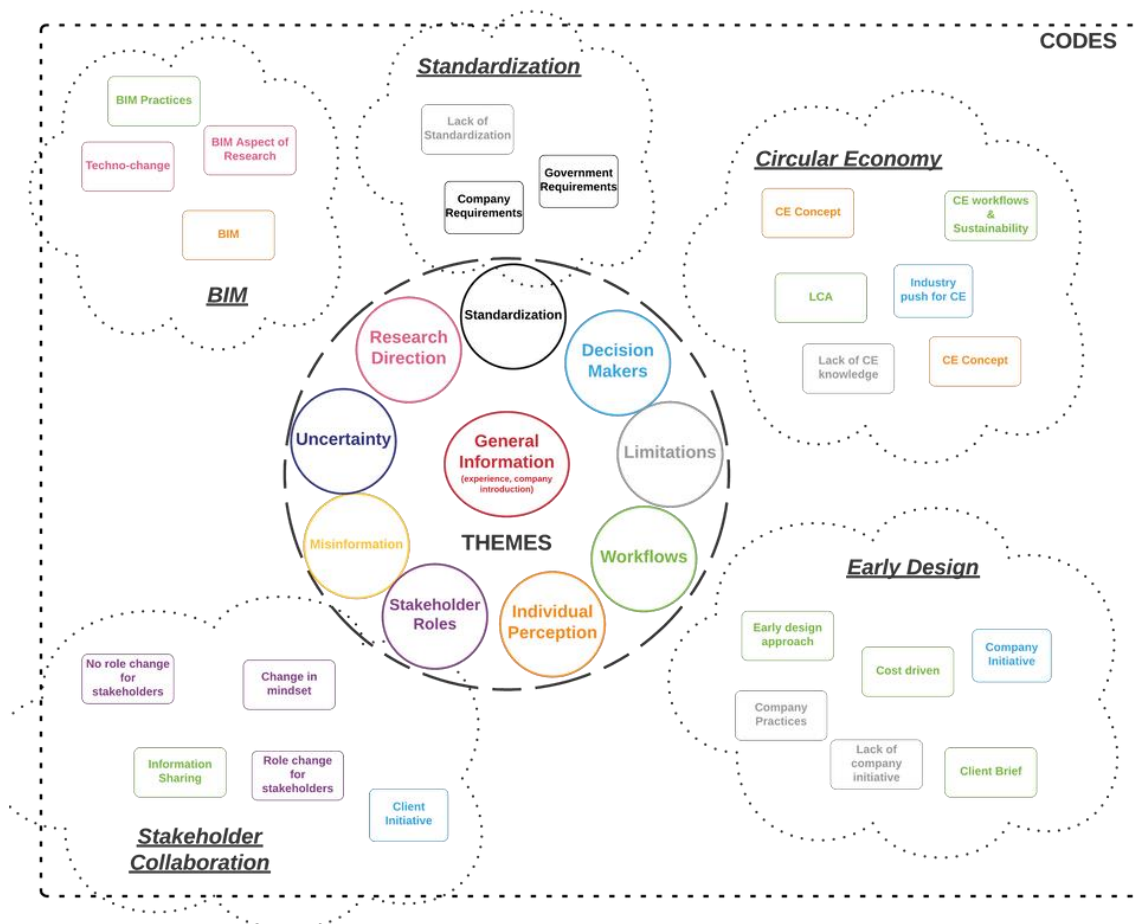 CODES
BIM Practices
Techno-change
BIM Aspect of
Research
BIM
BIM
Standardization
Lack of
Standardization
Government
Requirements
Company
Requirements
Circular Economy
CE Concept
CE workflows
&
Sustainability
LCA
Industry
push for CE
Lack of CE
knowledge
CE Concept
Standardization
Research
Direction
Decision
Makers
Uncertainty
General
Information
(experience, company
introduction)
Limitations
Misinformation
THEMES
Workflows
Stakeholder
Roles
Individual
Perception
Early Design
Early design
approach
Cost driven
Company
Initiative
Company
Practices
Lack of
company
initiative
Client Brief
No role change
for
stakeholders
Change in
mindset
Information
Sharing
Role change
for
stakeholders
Client
Initiative
Stakeholder
Collaboration